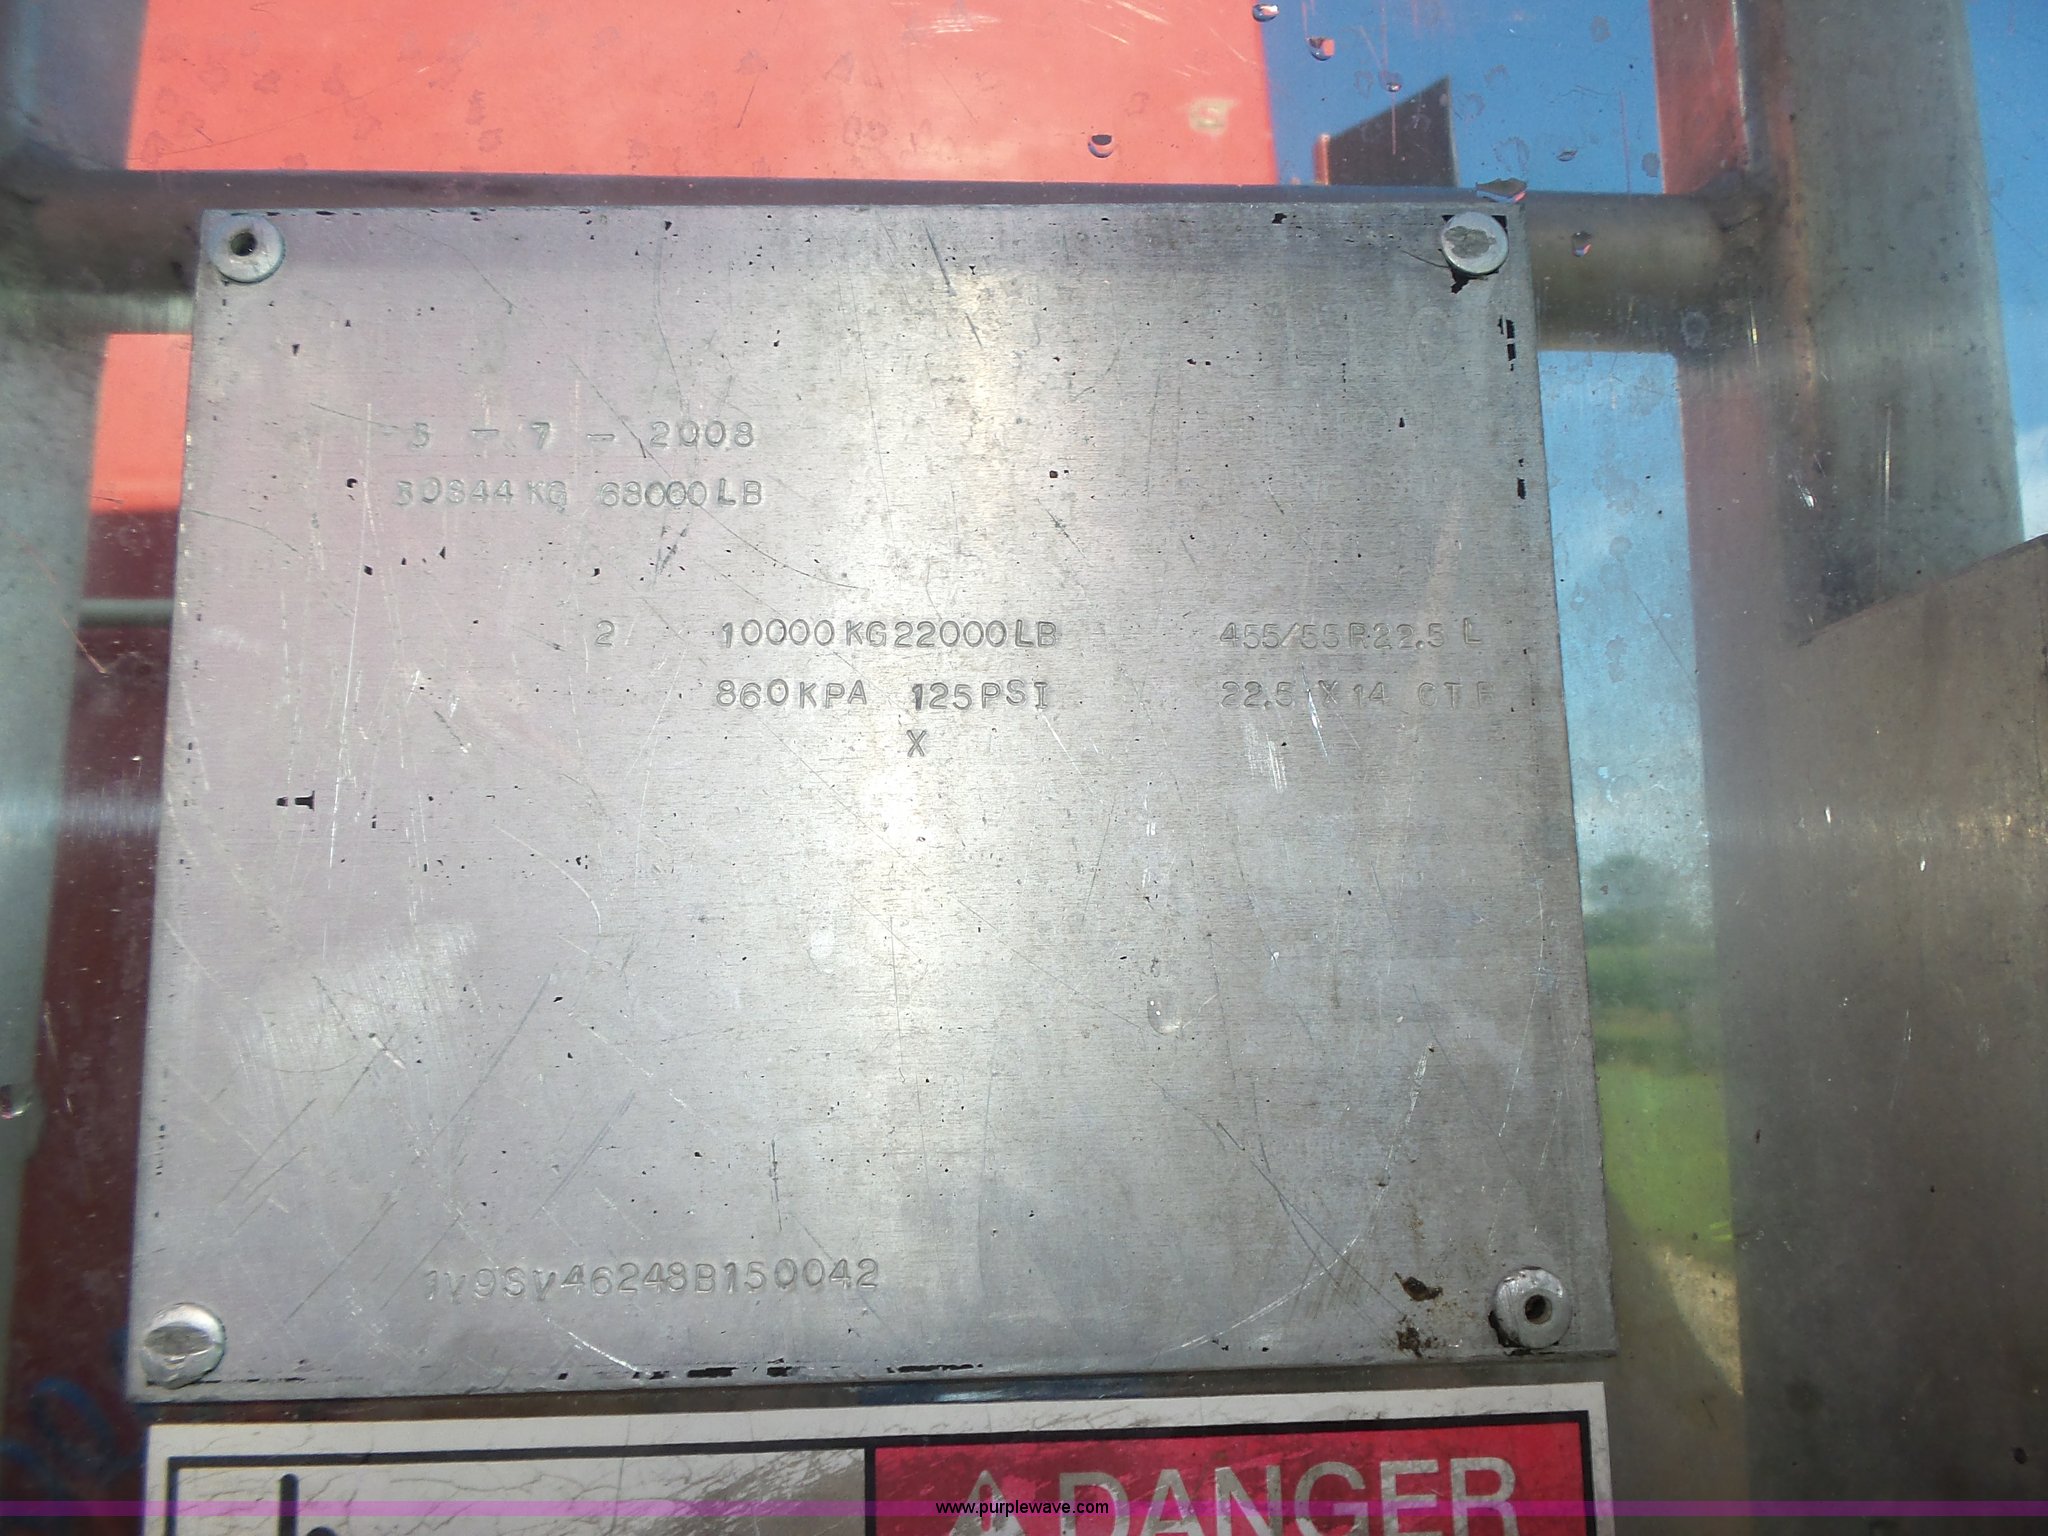 5 - 7 - 2008
30844 KG 68000 LB
2 10000 KG 22000 LB 455/55R22.5 L
860 KPA 125 PSI 22.5 X 14
X
1V9SV46248B150042
DANGER
www.purplewave.com